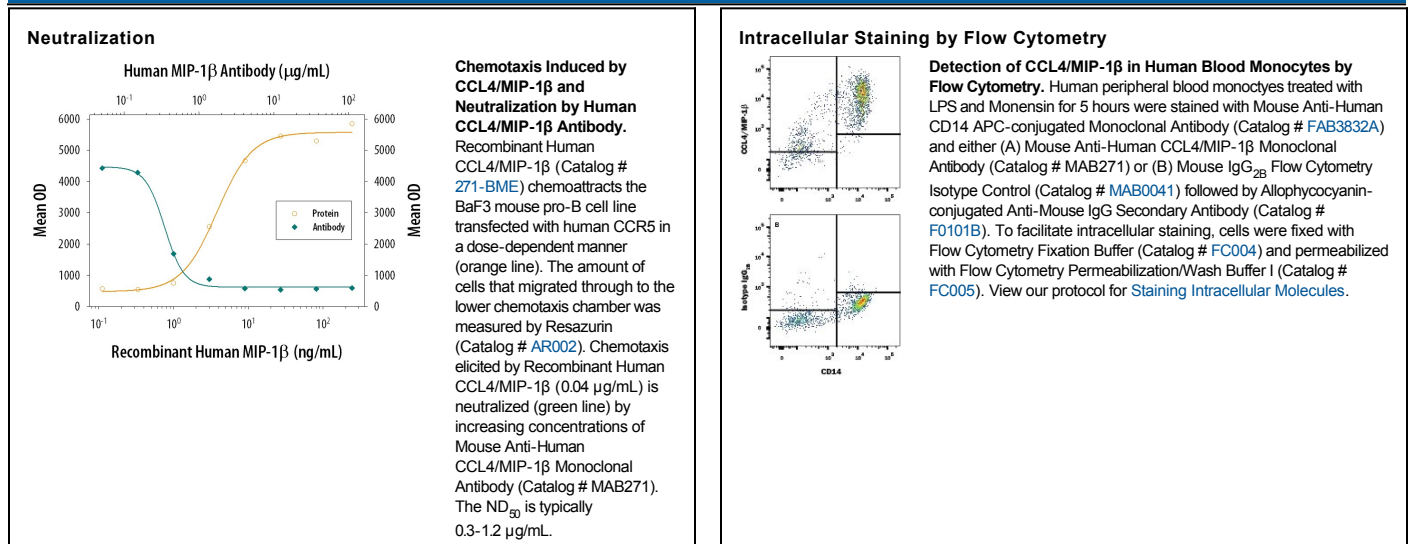 Neutralization
Human MIP-1β Antibody (µg/mL)
10⁻¹ 10⁰ 10¹ 10²
6000 6000
5000 5000
4000 4000
3000 3000
2000 2000
1000 1000
0 0
Mean OD
Mean OD
Protein
Antibody
10⁻¹ 10⁰ 10¹ 10²
Recombinant Human MIP-1β (ng/mL)
Chemotaxis Induced by
CCL4/MIP-1β and
Neutralization by Human
CCL4/MIP-1β Antibody.
Recombinant Human
CCL4/MIP-1β (Catalog #
271-BME) chemoattracts the
BaF3 mouse pro-B cell line
transfected with human CCR5 in
a dose-dependent manner
(orange line). The amount of
cells that migrated through to the
lower chemotaxis chamber was
measured by Resazurin
(Catalog # AR002). Chemotaxis
elicited by Recombinant Human
CCL4/MIP-1β (0.04 µg/mL) is
neutralized (green line) by
increasing concentrations of
Mouse Anti-Human
CCL4/MIP-1β Monoclonal
Antibody (Catalog # MAB271).
The ND₅₀ is typically
0.3-1.2 µg/mL.
Intracellular Staining by Flow Cytometry
CCL4/MIP-1β
B
Isotype IgG₂B
CD14
Detection of CCL4/MIP-1β in Human Blood Monocytes by
Flow Cytometry. Human peripheral blood monoctyes treated with
LPS and Monensin for 5 hours were stained with Mouse Anti-Human
CD14 APC-conjugated Monoclonal Antibody (Catalog # FAB3832A)
and either (A) Mouse Anti-Human CCL4/MIP-1β Monoclonal
Antibody (Catalog # MAB271) or (B) Mouse IgG₂B Flow Cytometry
Isotype Control (Catalog # MAB0041) followed by Allophycocyanin-
conjugated Anti-Mouse IgG Secondary Antibody (Catalog #
F0101B). To facilitate intracellular staining, cells were fixed with
Flow Cytometry Fixation Buffer (Catalog # FC004) and permeabilized
with Flow Cytometry Permeabilization/Wash Buffer I (Catalog #
FC005). View our protocol for Staining Intracellular Molecules.